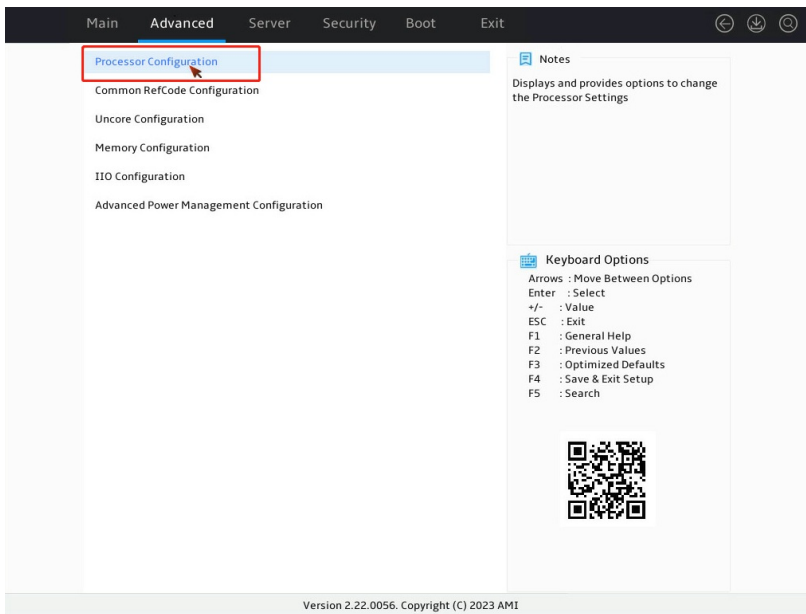 Main Advanced Server Security Boot Exit
Processor Configuration
Common RefCode Configuration
Uncore Configuration
Memory Configuration
IIO Configuration
Advanced Power Management Configuration
Notes
Displays and provides options to change
the Processor Settings
Keyboard Options
Arrows : Move Between Options
Enter : Select
+/- : Value
ESC : Exit
F1 : General Help
F2 : Previous Values
F3 : Optimized Defaults
F4 : Save & Exit Setup
F5 : Search
Version 2.22.0056. Copyright (C) 2023 AMI